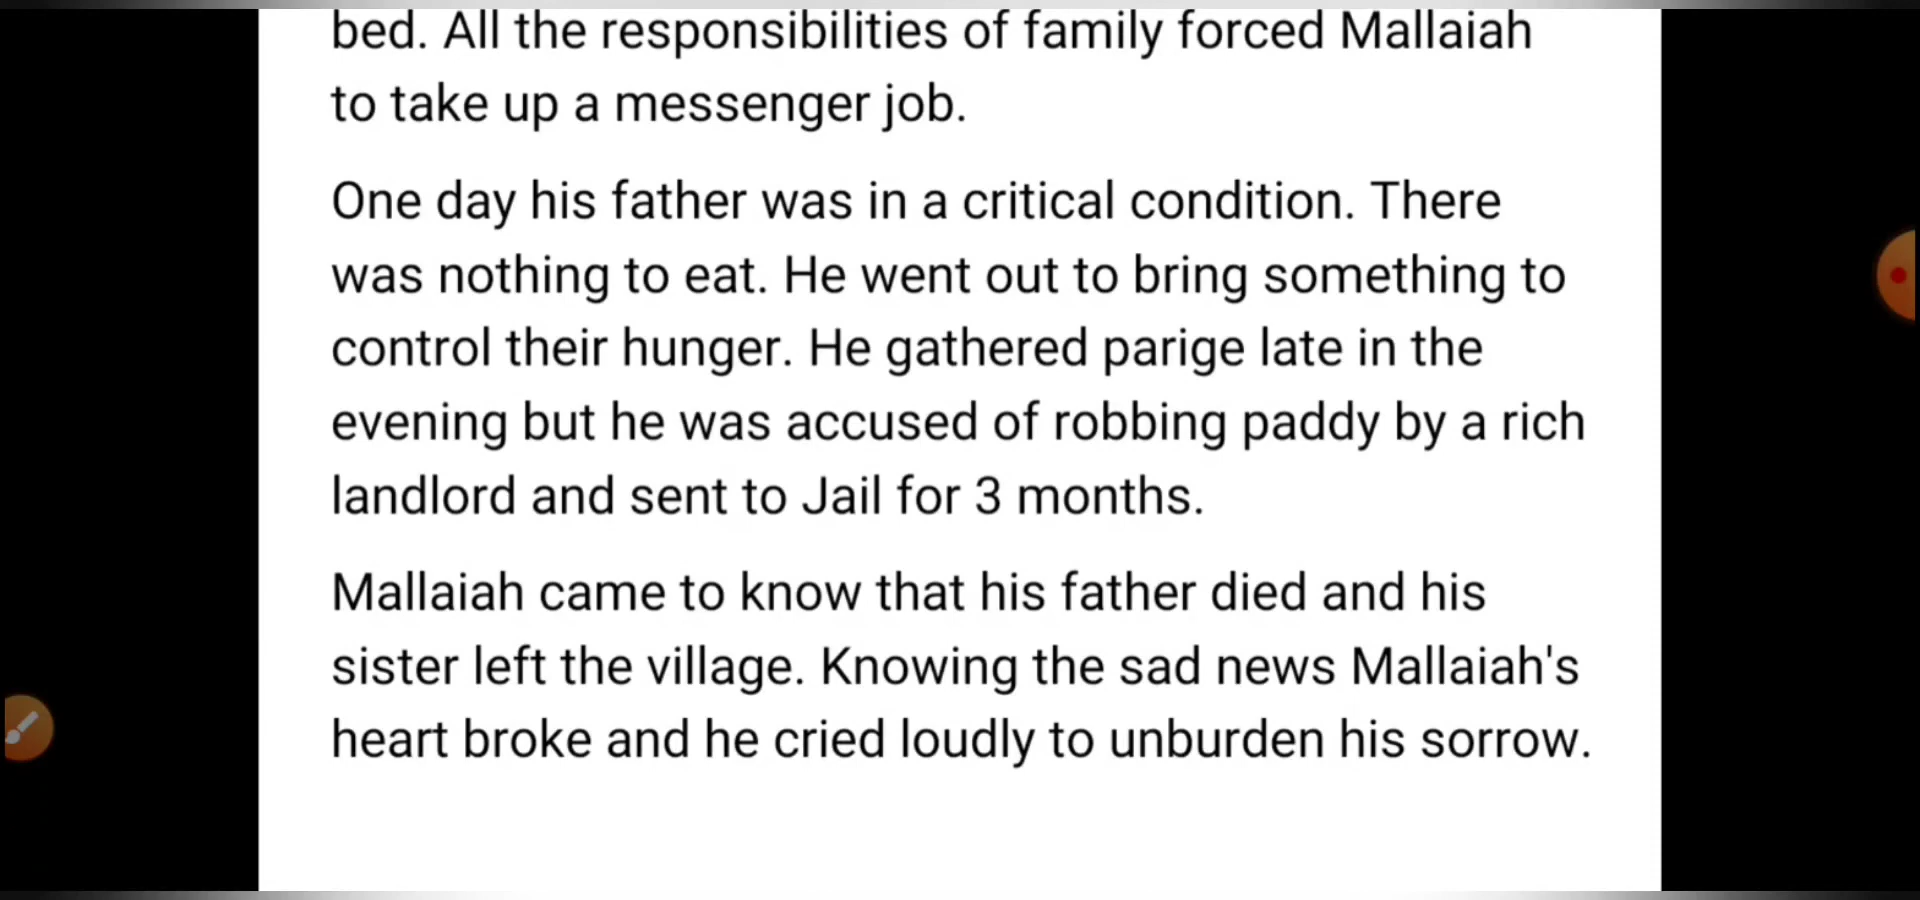 bed. All the responsibilities of family forced Mallaiah
to take up a messenger job.
One day his father was in a critical condition. There
was nothing to eat. He went out to bring something to
control their hunger. He gathered parige late in the
evening but he was accused of robbing paddy by a rich
landlord and sent to Jail for 3 months.
Mallaiah came to know that his father died and his
sister left the village. Knowing the sad news Mallaiah's
heart broke and he cried loudly to unburden his sorrow.